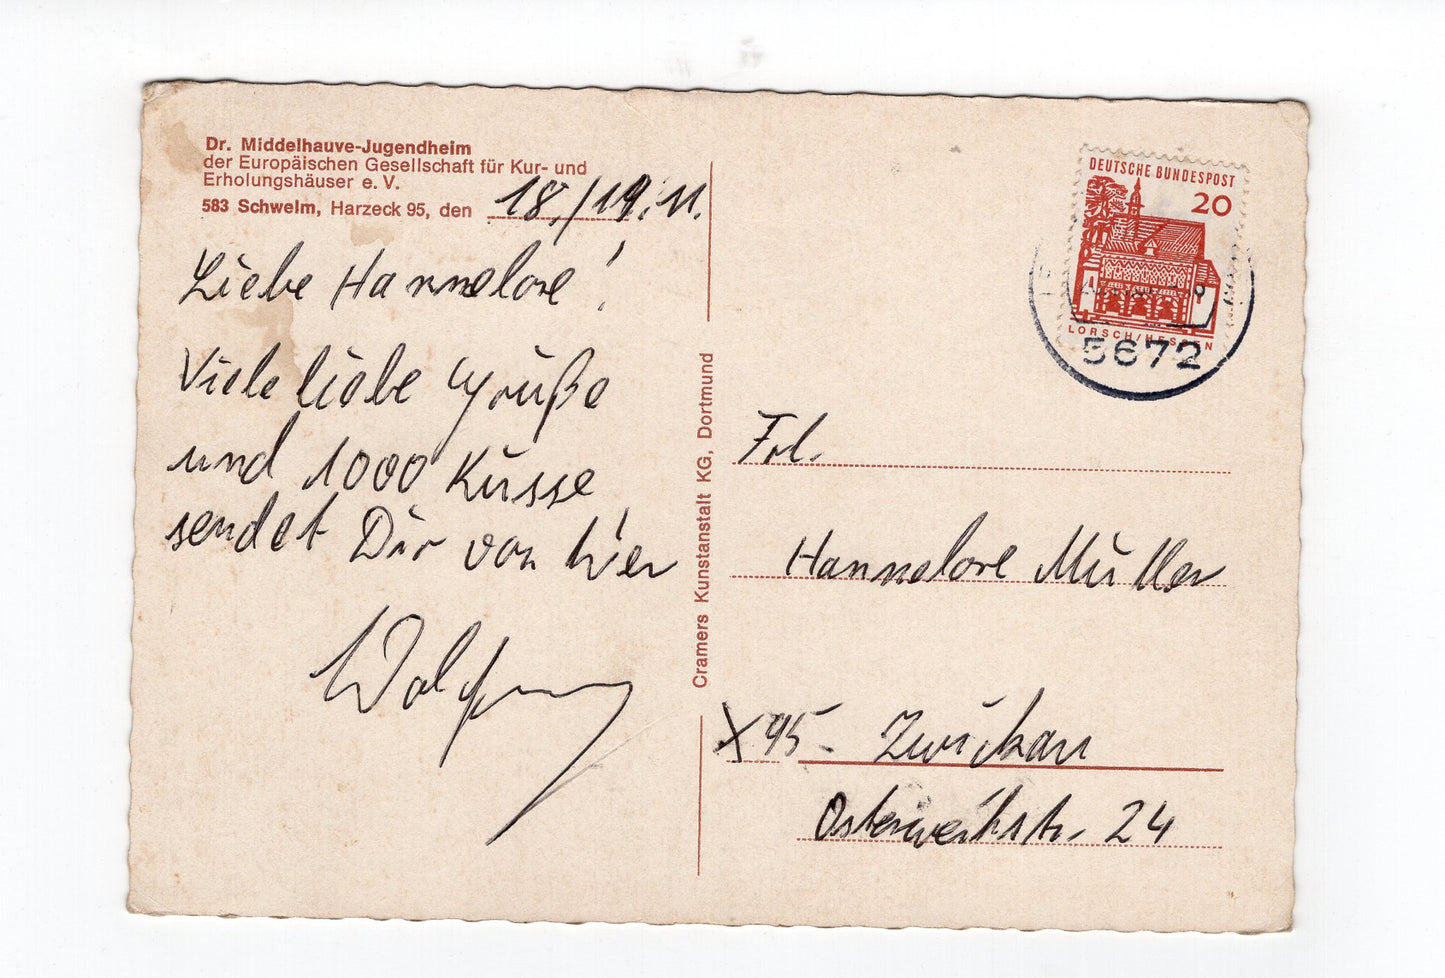 Dr. Middelhauve-Jugendheim
der Europäischen Gesellschaft für Kur- und
Erholungshäuser e. V.
583 Schwelm, Harzeck 95, den 18./19.11.
Liebe Hannelore!
Viele liebe Grüße
und 1000 Küsse
sendet Dir von hier
Wolfgang
Cramers Kunstanstalt KG, Dortmund
DEUTSCHE BUNDESPOST
20
LORSCH/HESSEN
5672
Frl.
Hannelore Müller
X95- Zwickau
24